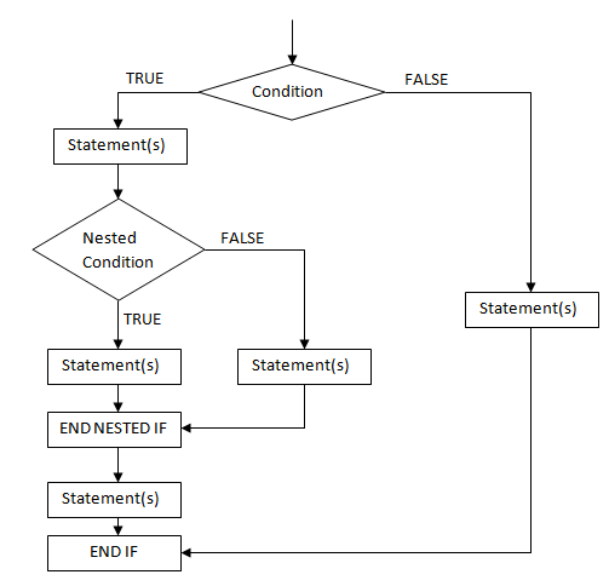 TRUE
FALSE
Condition
Statement(s)
Nested
Condition
FALSE
TRUE
Statement(s)
Statement(s)
Statement(s)
END NESTED IF
Statement(s)
END IF